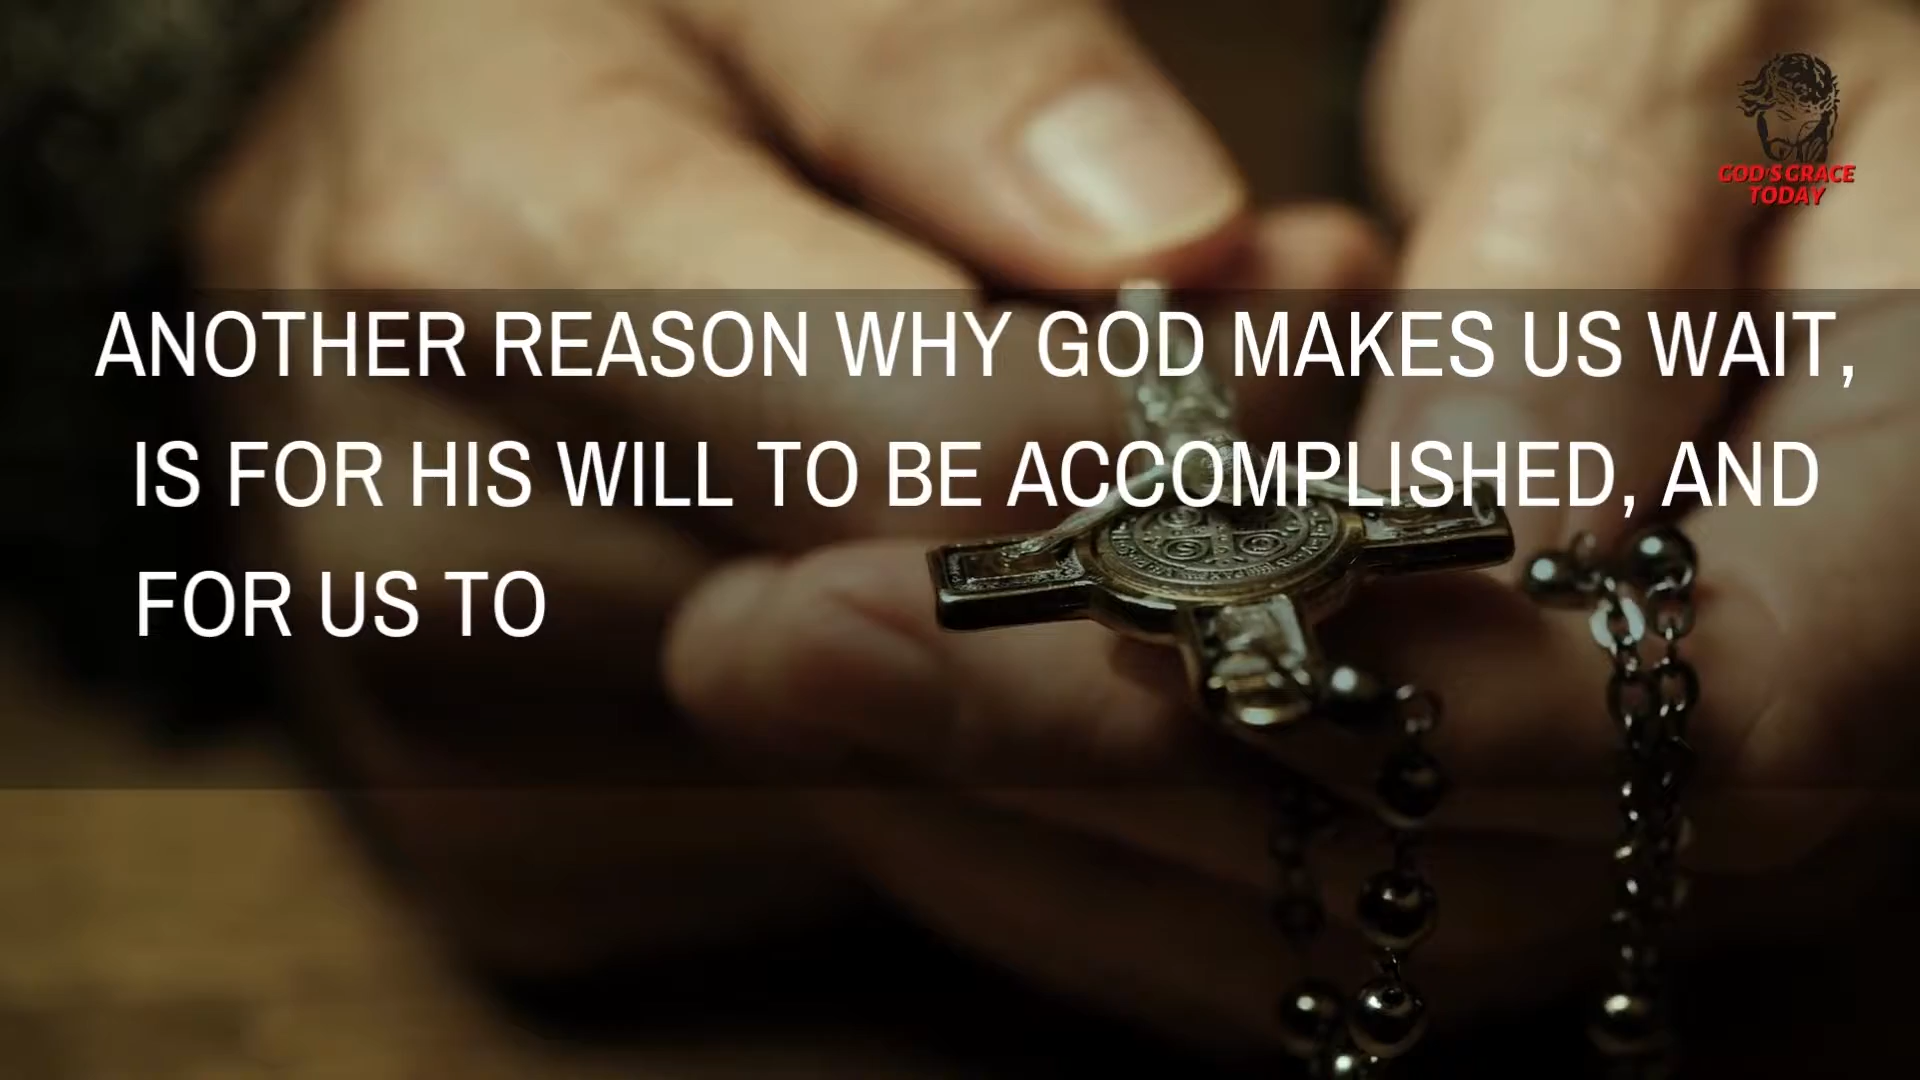 GOD'S GRACE
TODAY
ANOTHER REASON WHY GOD MAKES US WAIT,
IS FOR HIS WILL TO BE ACCOMPLISHED, AND
FOR US TO